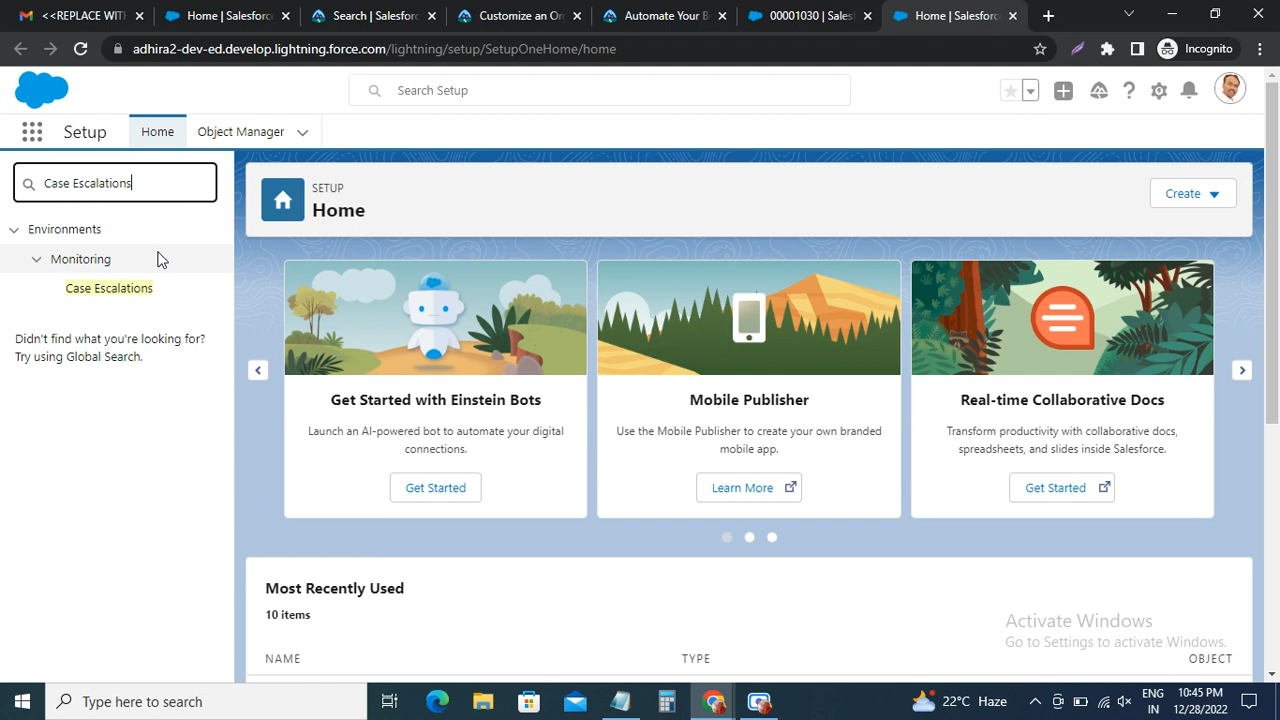 <<REPLACE WITH
Home | Salesforc
Search | Salesfor
Customize an Or
Automate Your B
00001030 | Sales
Home | Salesforc
adhira2-dev-ed.develop.lightning.force.com/lightning/setup/SetupOneHome/home
Incognito
Search Setup
Setup
Home
Object Manager
Case Escalations
Environments
Monitoring
Case Escalations
Didn't find what you're looking for?
Try using Global Search.
SETUP
Home
Create
Get Started with Einstein Bots
Launch an AI-powered bot to automate your digital
connections.
Get Started
Mobile Publisher
Use the Mobile Publisher to create your own branded
mobile app.
Learn More
Real-time Collaborative Docs
Transform productivity with collaborative docs,
spreadsheets, and slides inside Salesforce.
Get Started
Most Recently Used
10 items
NAME
TYPE
OBJECT
Activate Windows
Go to Settings to activate Windows.
Type here to search
22°C Haze
ENG
IN
10:45 PM
12/28/2022